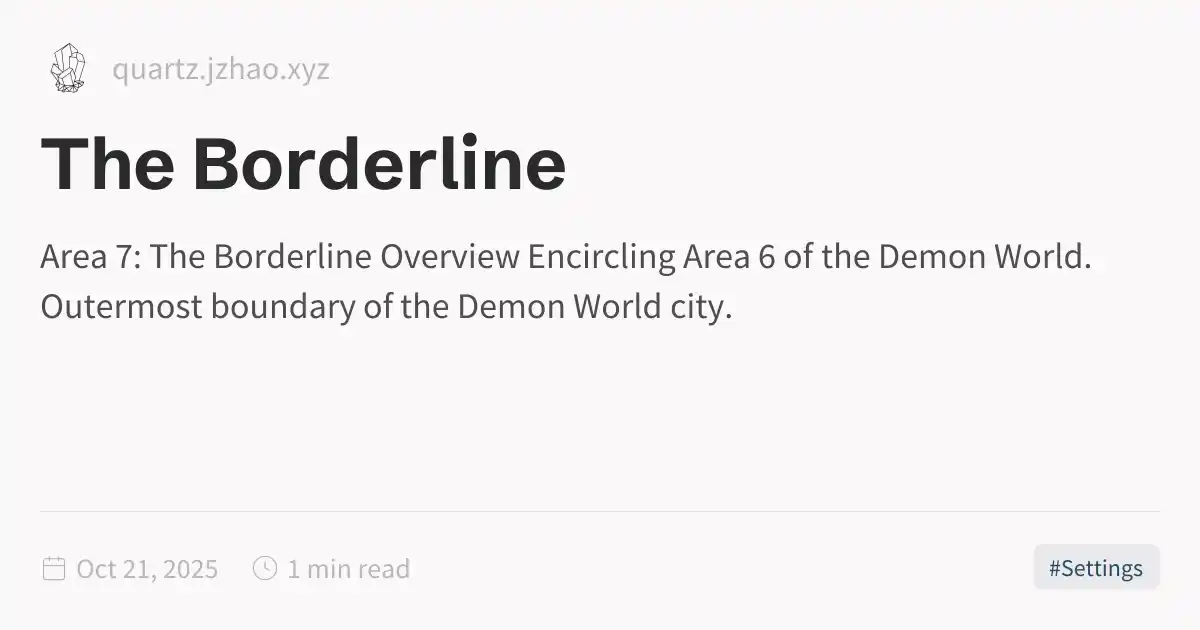 quartz.jzhao.xyz
The Borderline
Area 7: The Borderline Overview Encircling Area 6 of the Demon World.
Outermost boundary of the Demon World city.
Oct 21, 2025
1 min read
#Settings